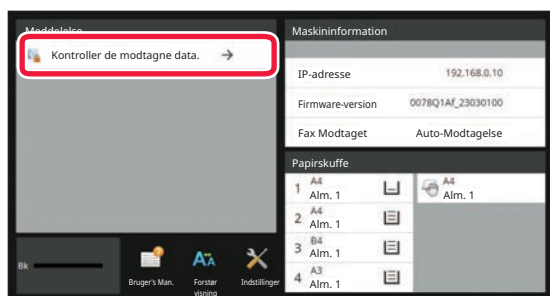 Meddelelse
Kontroller de modtagne data.
Maskininformation
IP-adresse 192.168.0.10
Firmware-version 0078Q1Af_23030100
Fax Modtaget Auto-Modtagelse
Papirskuffe
1 A4
Alm. 1
A4
Alm. 1
2 A4
Alm. 1
3 B4
Alm. 1
4 A3
Alm. 1
Bk
Bruger's Man.
AA
Forstør
visning
Indstillinger